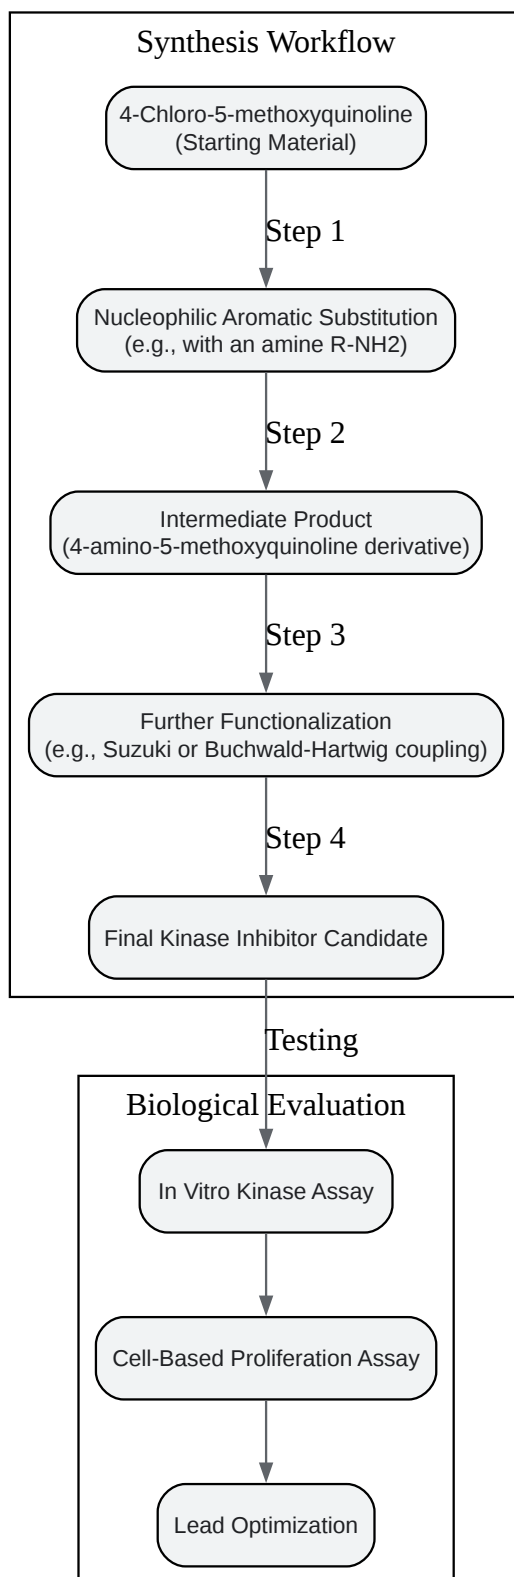 Synthesis Workflow
4-Chloro-5-methoxyquinoline
(Starting Material)
Step 1
Nucleophilic Aromatic Substitution
(e.g., with an amine R-NH2)
Step 2
Intermediate Product
(4-amino-5-methoxyquinoline derivative)
Step 3
Further Functionalization
(e.g., Suzuki or Buchwald-Hartwig coupling)
Step 4
Final Kinase Inhibitor Candidate
Testing
Biological Evaluation
In Vitro Kinase Assay
Cell-Based Proliferation Assay
Lead Optimization